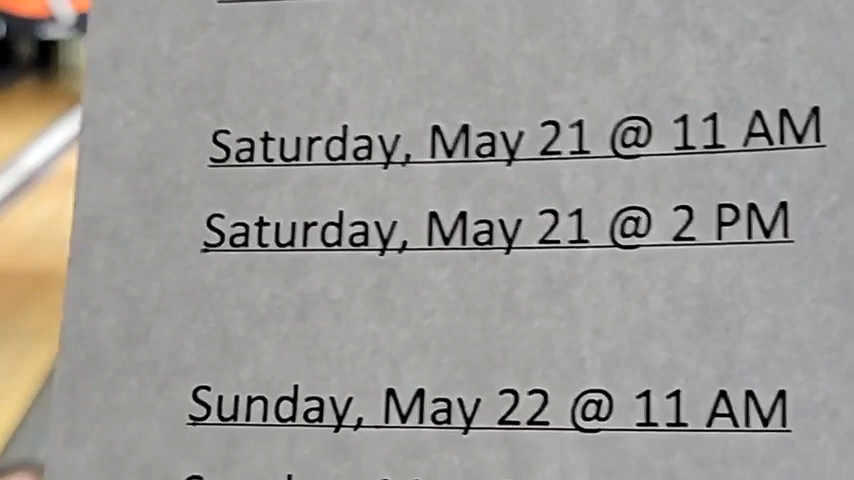 Saturday, May 21 @ 11 AM
Saturday, May 21 @ 2 PM
Sunday, May 22 @ 11 AM